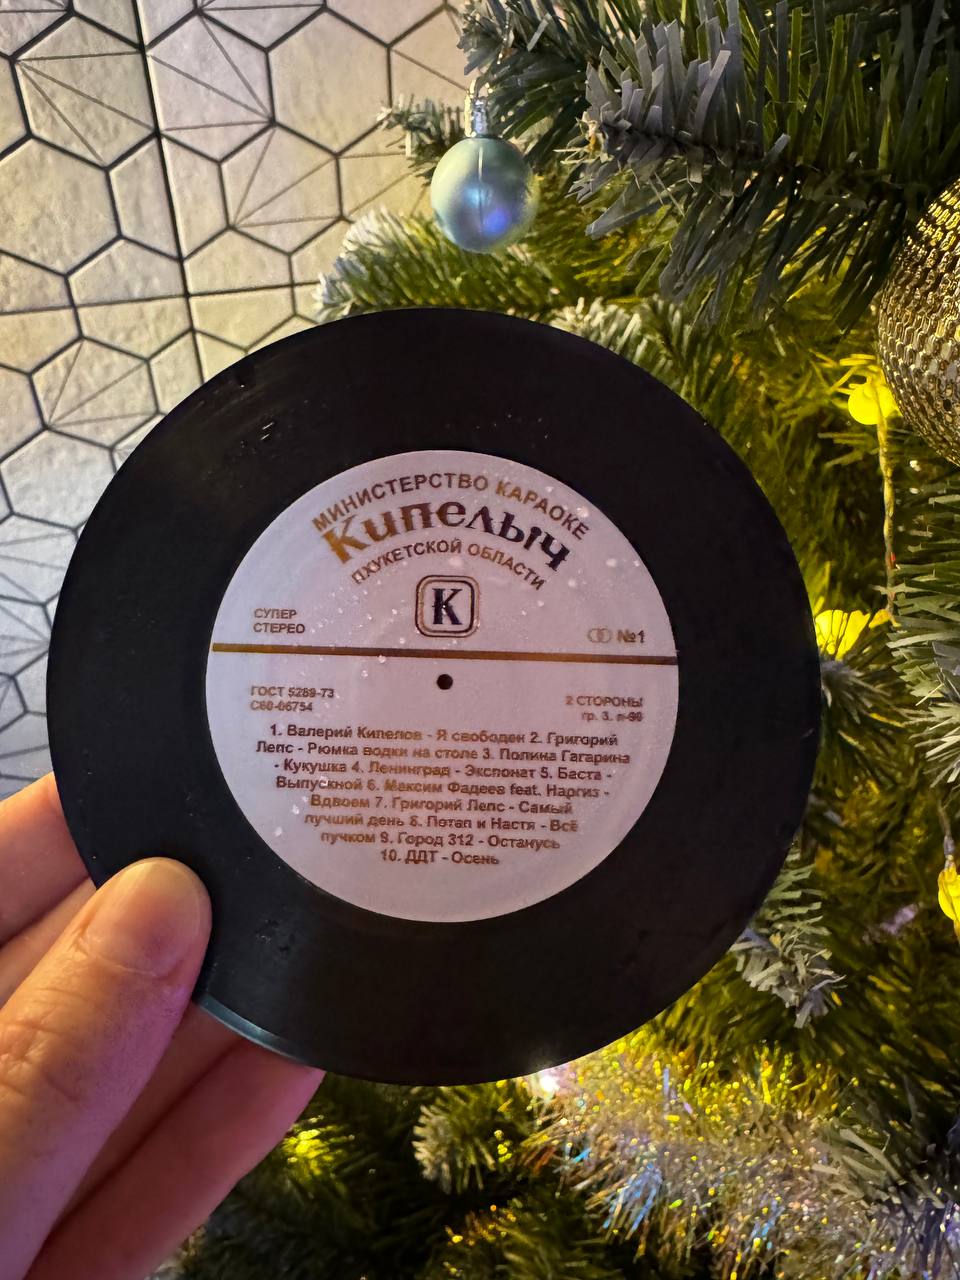 МИНИСТЕРСТВО КАРАОКЕ
Кипелыч
ПХУКЕТСКОЙ ОБЛАСТИ
K
СУПЕР
СТЕРЕО
№1
ГОСТ 5289-73
С60-06754
2 СТОРОНЫ
гр. 3. п-90
1. Валерий Кипелов - Я свободен 2. Григорий
Лепс - Рюмка водки на столе 3. Полина Гагарина
- Кукушка 4. Ленинград - Экспонат 5. Баста -
Выпускной 6. Максим Фадеев feat. Наргиз -
Вдвоем 7. Григорий Лепс - Самый
лучший день 8. Потап и Настя - Всё
пучком 9. Город 312 - Останусь
10. ДДТ - Осень